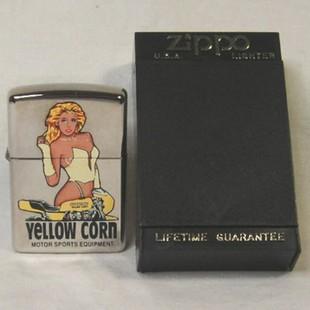 zippo
U.S.A. LIGHTER
YELLOW CORN
MOTOR SPORTS EQUIPMENT
LIFETIME GUARANTEE